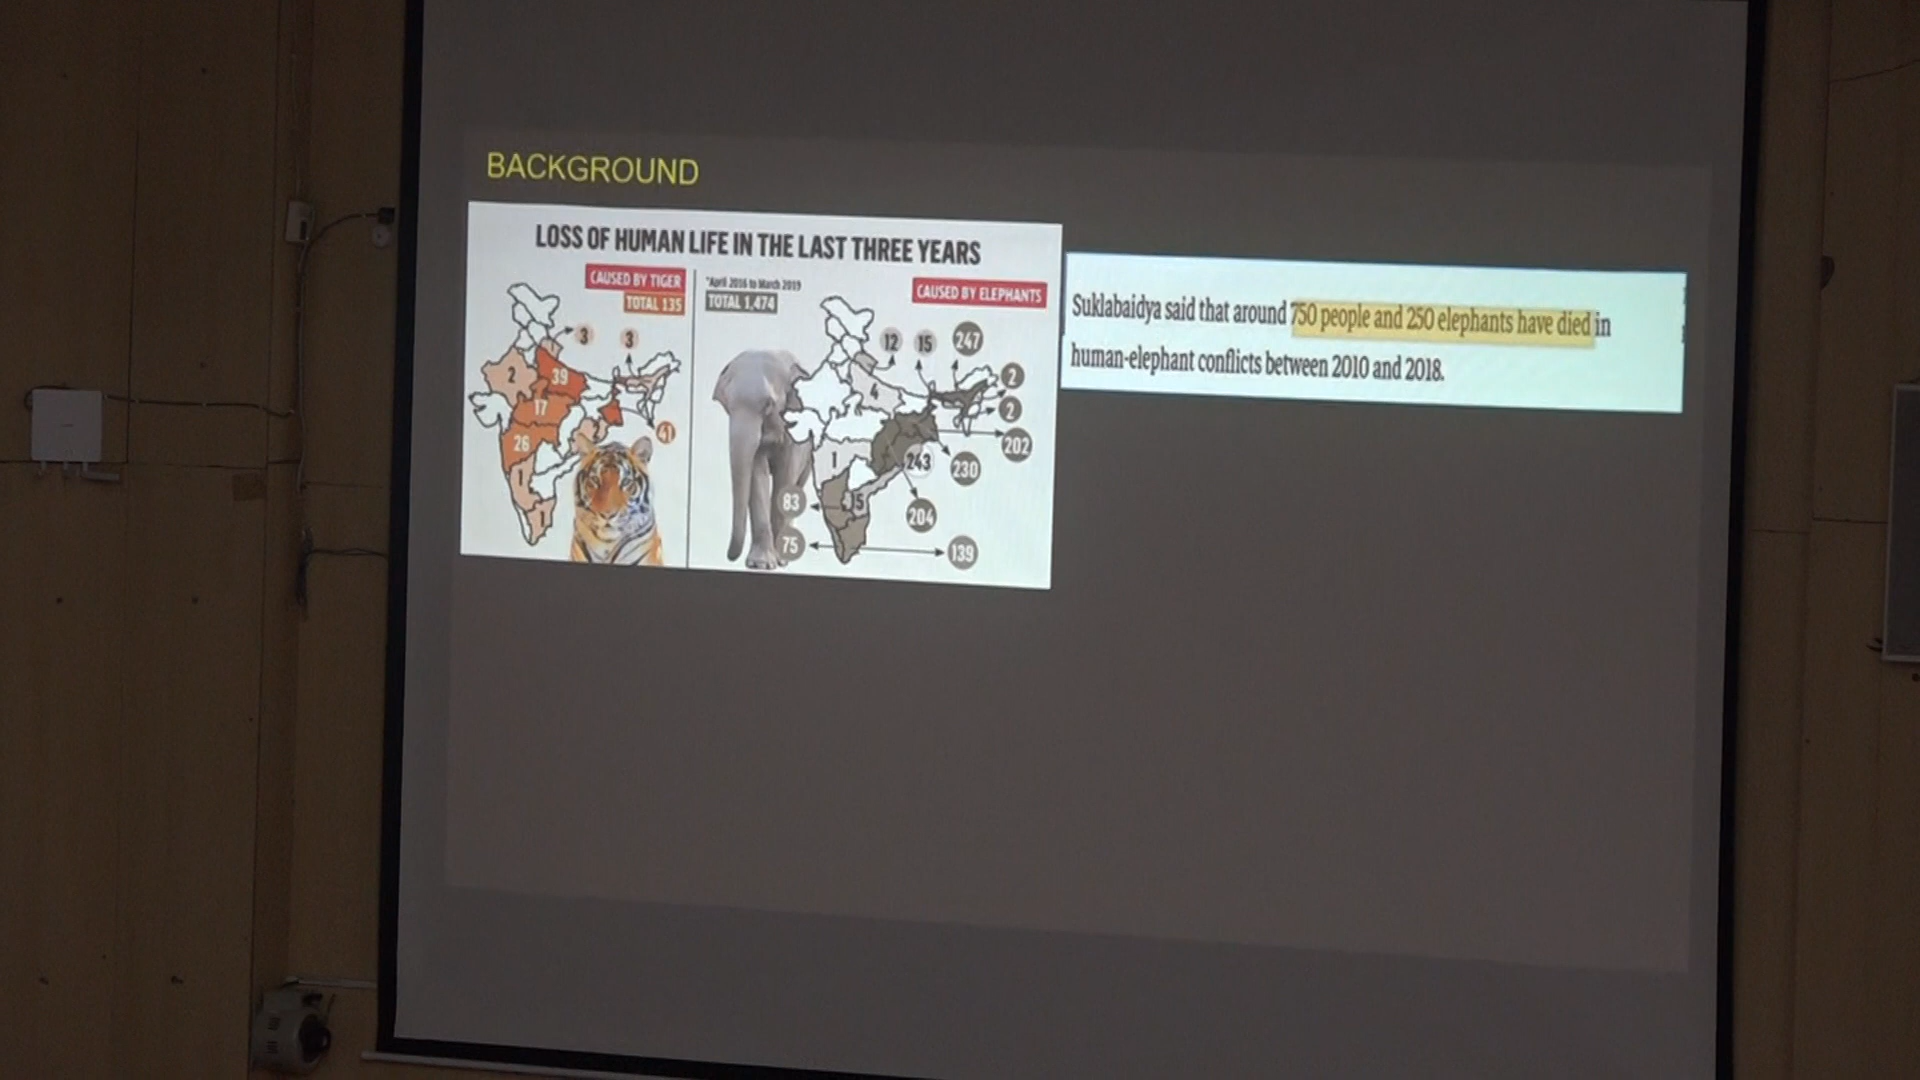 BACKGROUND
LOSS OF HUMAN LIFE IN THE LAST THREE YEARS
CAUSED BY TIGER
TOTAL 135
3
3
2
39
17
26
41
2
1
1
*April 2016 to March 2019
TOTAL 1,474
CAUSED BY ELEPHANTS
12
15
247
4
2
2
202
1
243
230
83
15
204
75
139
Suklabaidya said that around 750 people and 250 elephants have died in
human-elephant conflicts between 2010 and 2018.